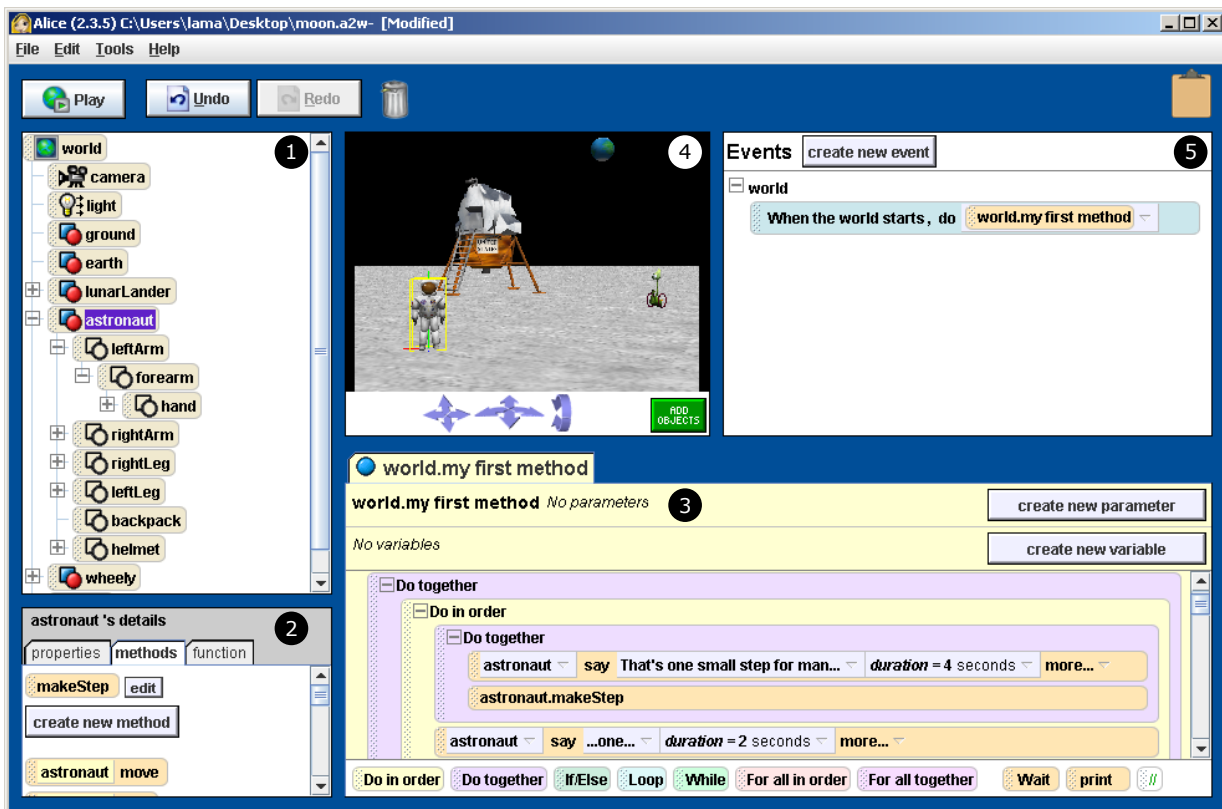 Alice (2.3.5) C:\Users\lama\Desktop\moon.a2w- [Modified]
File Edit Tools Help
Play Undo Redo
1
world
camera
light
ground
earth
lunarLander
astronaut
leftArm
forearm
hand
rightArm
rightLeg
leftLeg
backpack
helmet
wheely
4
ADD
OBJECTS
Events create new event 5
world
When the world starts, do world.my first method
astronaut 's details
2
properties methods function
makeStep edit
create new method
astronaut move
world.my first method
world.my first method No parameters 3 create new parameter
No variables create new variable
Do together
Do in order
Do together
astronaut say That's one small step for man... duration = 4 seconds more...
astronaut.makeStep
astronaut say ...one... duration = 2 seconds more...
Do in order Do together If/Else Loop While For all in order For all together Wait print //